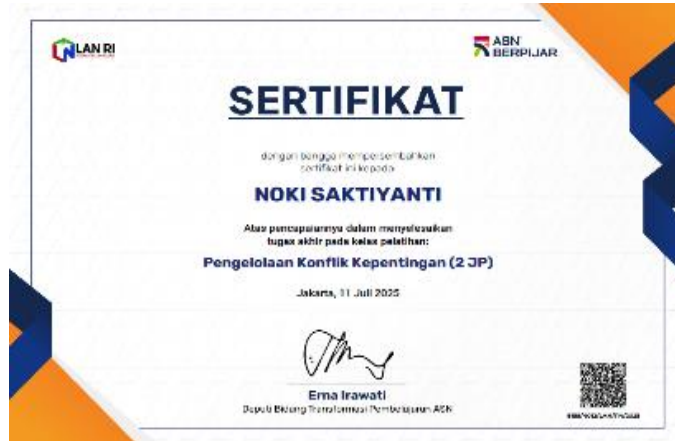 LAN RI
ASN
BERPIJAR
SERTIFIKAT
dengan bangga mempersembahkan
sertifikat ini kepada
NOKI SAKTIYANTI
Atas pencapaiannya dalam menyelesaikan
tugas akhir pada kelas pelatihan:
Pengelolaan Konflik Kepentingan (2 JP)
Jakarta, 11 Juli 2025
Erna Irawati
Deputi Bidang Transformasi Pembelajaran ASN